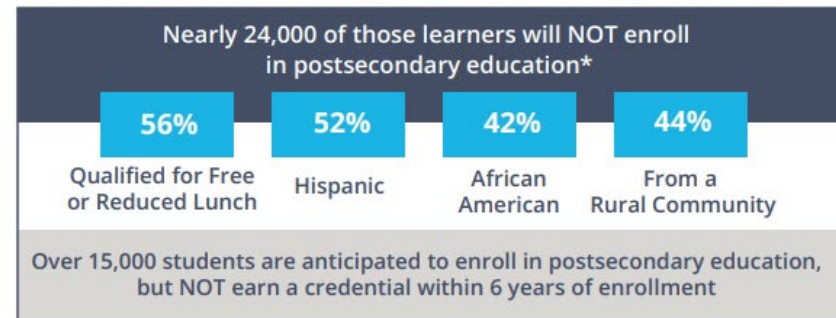 Nearly 24,000 of those learners will NOT enroll
in postsecondary education*
56% 52% 42% 44%
Qualified for Free
or Reduced Lunch
Hispanic
African
American
From a
Rural Community
Over 15,000 students are anticipated to enroll in postsecondary education,
but NOT earn a credential within 6 years of enrollment